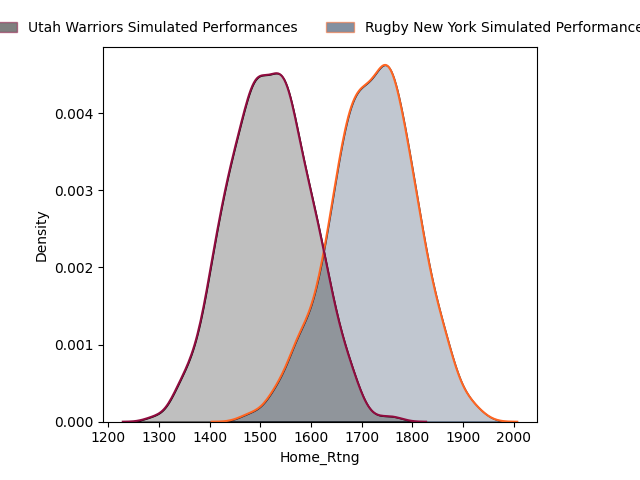 Utah Warriors Simulated Performances
Rugby New York Simulated Performance
0.004
0.003
0.002
0.001
0.000
Density
1200 1300 1400 1500 1600 1700 1800 1900 2000
Home_Rtng